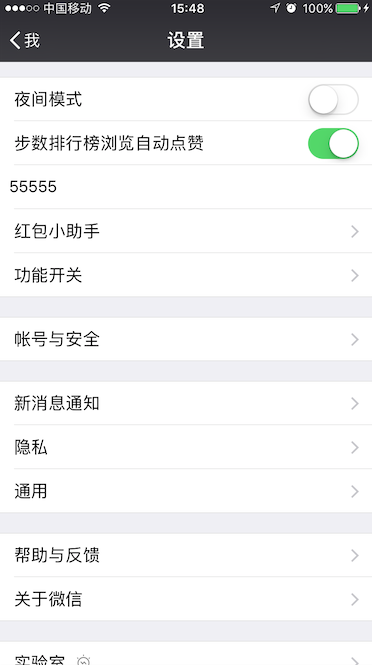 中国移动 15:48 100%
我 设置
夜间模式
步数排行榜浏览自动点赞
55555
红包小助手
功能开关
帐号与安全
新消息通知
隐私
通用
帮助与反馈
关于微信
实验室